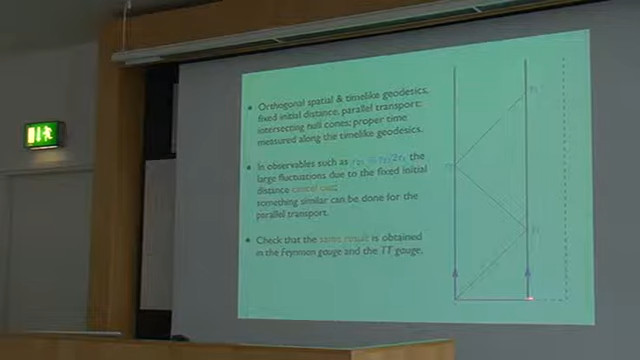 • Orthogonal spatial & timelike geodesics,
fixed initial distance, parallel transport;
intersecting null cones; proper time
measured along the timelike geodesics.
• In observables such as the
large fluctuations due to the fixed initial
distance cancel out;
something similar can be done for the
parallel transport.
• Check that the same result is obtained
in the Feynman gauge and the TT gauge.